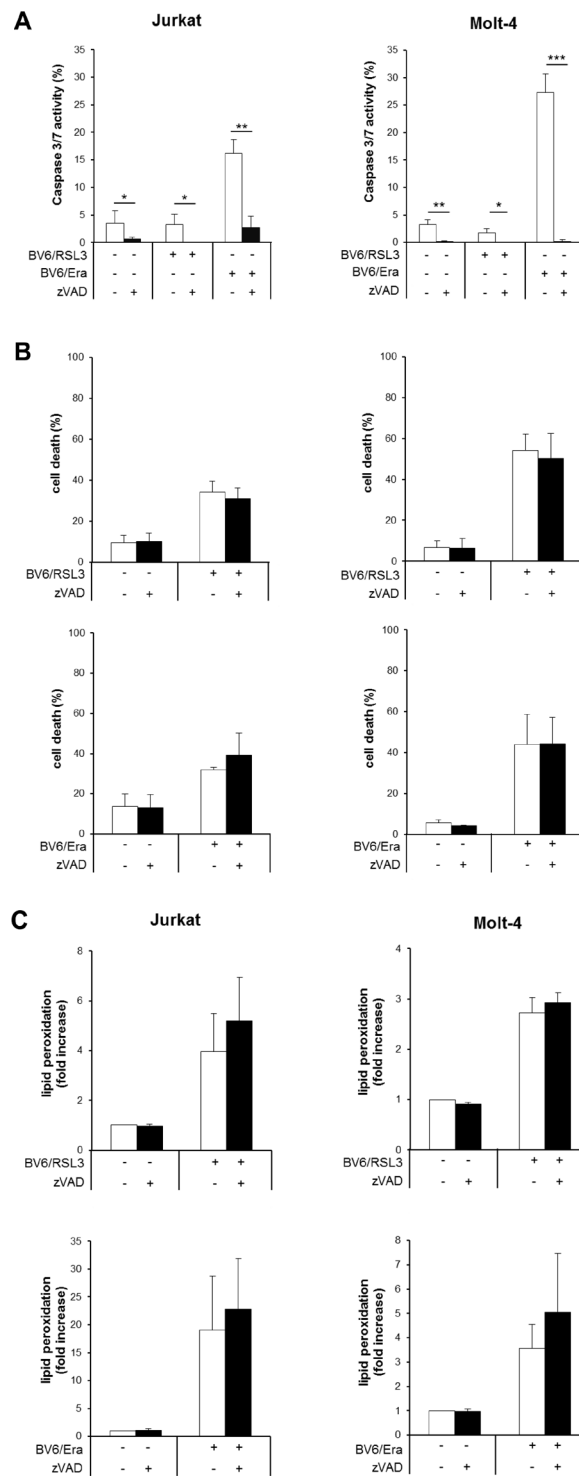 A
Jurkat
Molt-4
Caspase 3/7 activity (%)
35
30
25
20
15
10
5
0
*
*
**
BV6/RSL3 - - + + - -
BV6/Era - - - - + +
zVAD - + - + - +
Caspase 3/7 activity (%)
35
30
25
20
15
10
5
0
**
*
***
BV6/RSL3 - - + + - -
BV6/Era - - - - + +
zVAD - + - + - +
B
cell death (%)
100
80
60
40
20
0
BV6/RSL3 - - + +
zVAD - + - +
cell death (%)
100
80
60
40
20
0
BV6/RSL3 - - + +
zVAD - + - +
cell death (%)
100
80
60
40
20
0
BV6/Era - - + +
zVAD - + - +
cell death (%)
100
80
60
40
20
0
BV6/Era - - + +
zVAD - + - +
C
Jurkat
Molt-4
lipid peroxidation
(fold increase)
8
6
4
2
0
BV6/RSL3 - - + +
zVAD - + - +
lipid peroxidation
(fold increase)
4
3
2
1
0
BV6/RSL3 - - + +
zVAD - + - +
lipid peroxidation
(fold increase)
35
30
25
20
15
10
5
0
BV6/Era - - + +
zVAD - + - +
lipid peroxidation
(fold increase)
8
7
6
5
4
3
2
1
0
BV6/Era - - + +
zVAD - + - +